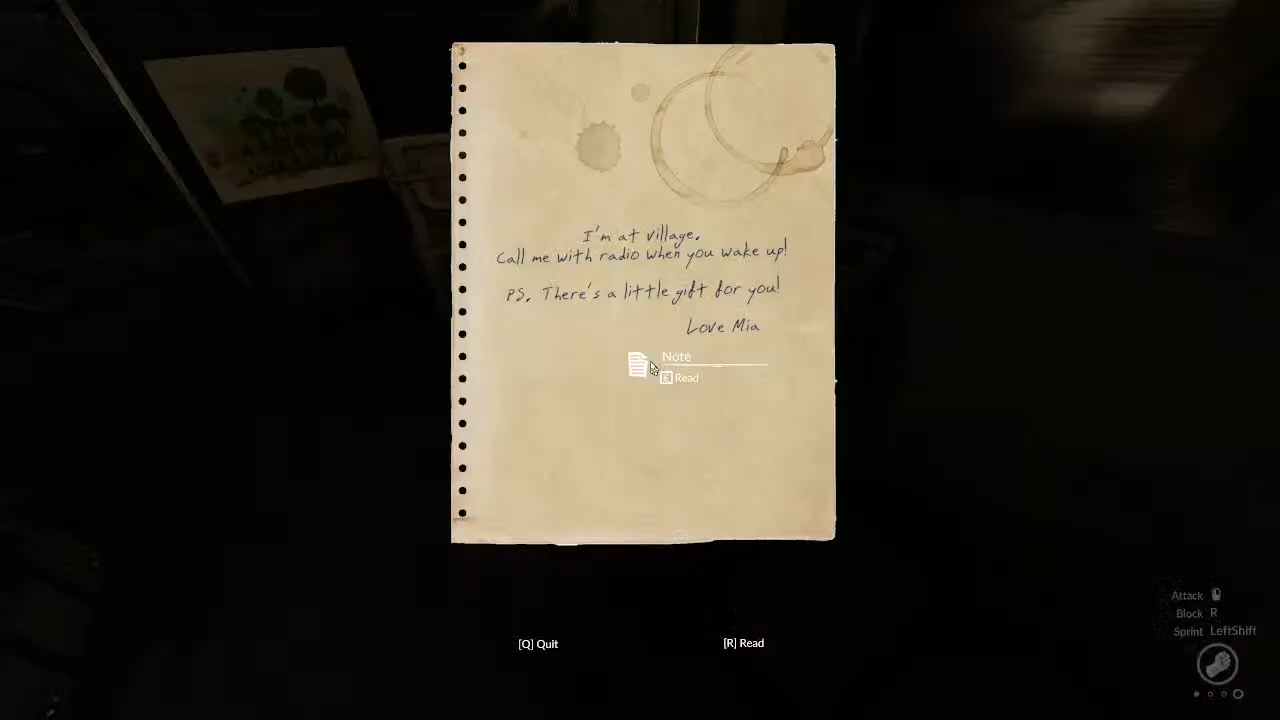 I'm at village.
Call me with radio when you wake up!
PS. There's a little gift for you!
Love Mia
Note
E Read
[Q] Quit
[R] Read
Attack
Block R
Sprint LeftShift